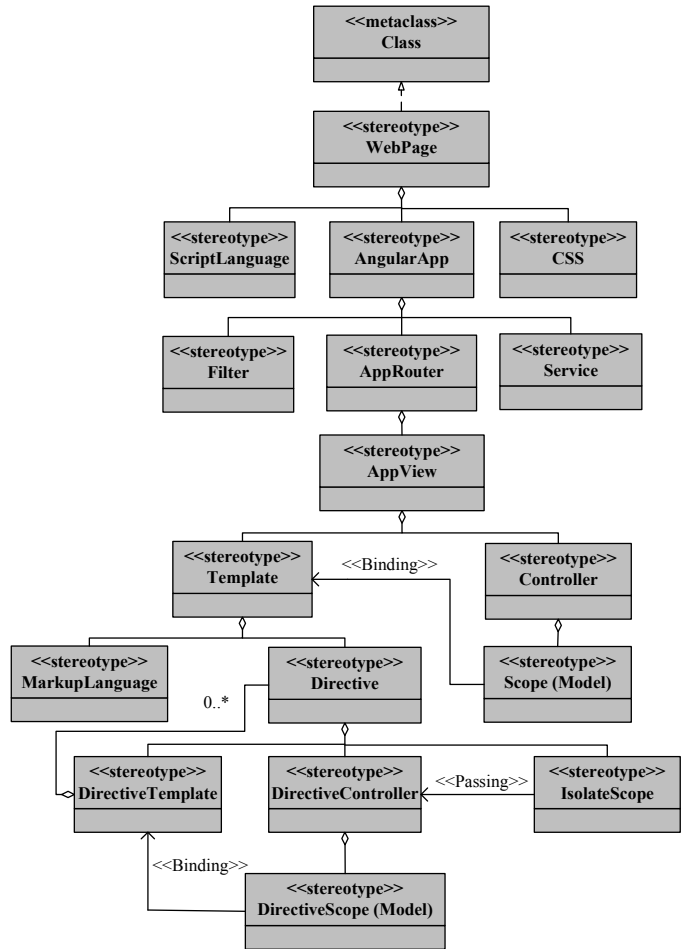 <<metaclass>>
Class
<<stereotype>>
WebPage
<<stereotype>>
ScriptLanguage
<<stereotype>>
AngularApp
<<stereotype>>
CSS
<<stereotype>>
Filter
<<stereotype>>
AppRouter
<<stereotype>>
Service
<<stereotype>>
AppView
<<stereotype>>
Template
<<Binding>>
<<stereotype>>
Controller
<<stereotype>>
MarkupLanguage
<<stereotype>>
Directive
<<stereotype>>
Scope (Model)
0..*
<<stereotype>>
DirectiveTemplate
<<stereotype>>
DirectiveController
<<Passing>>
<<stereotype>>
IsolateScope
<<Binding>>
<<stereotype>>
DirectiveScope (Model)